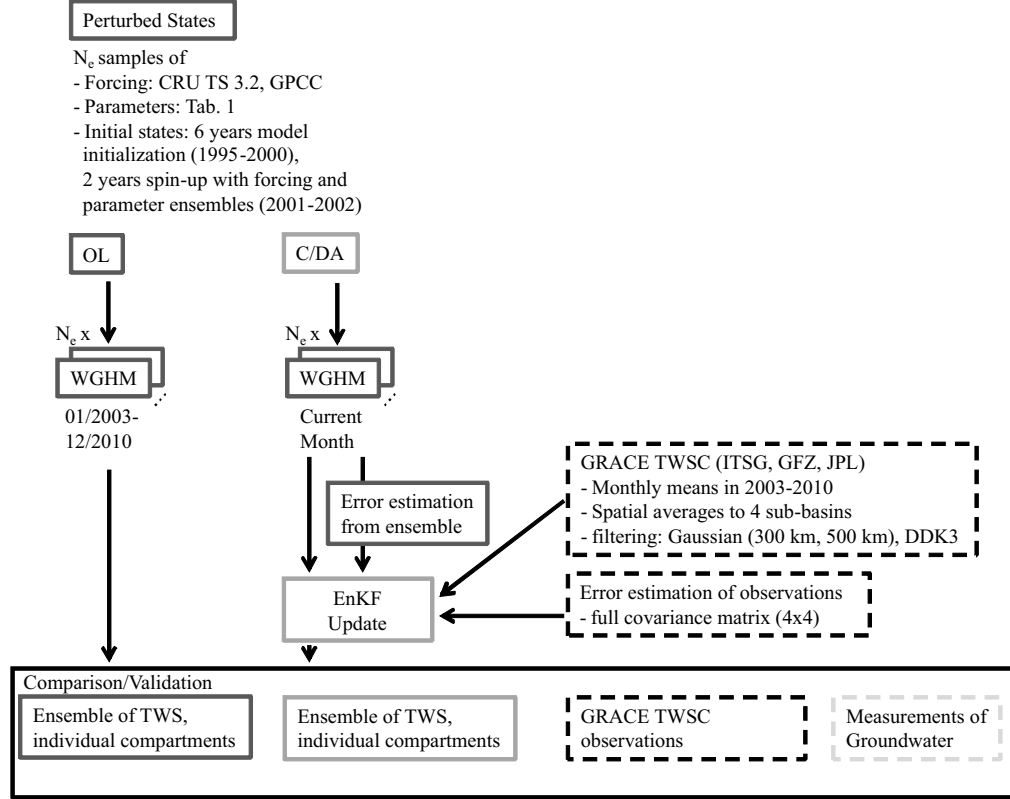 Perturbed States
Ne samples of
- Forcing: CRU TS 3.2, GPCC
- Parameters: Tab. 1
- Initial states: 6 years model
initialization (1995-2000),
2 years spin-up with forcing and
parameter ensembles (2001-2002)
OL
C/DA
Ne x
WGHM
01/2003-
12/2010
Ne x
WGHM
Current
Month
Error estimation
from ensemble
GRACE TWSC (ITSG, GFZ, JPL)
- Monthly means in 2003-2010
- Spatial averages to 4 sub-basins
- filtering: Gaussian (300 km, 500 km), DDK3
EnKF
Update
Error estimation of observations
- full covariance matrix (4x4)
Comparison/Validation
Ensemble of TWS,
individual compartments
Ensemble of TWS,
individual compartments
GRACE TWSC
observations
Measurements of
Groundwater